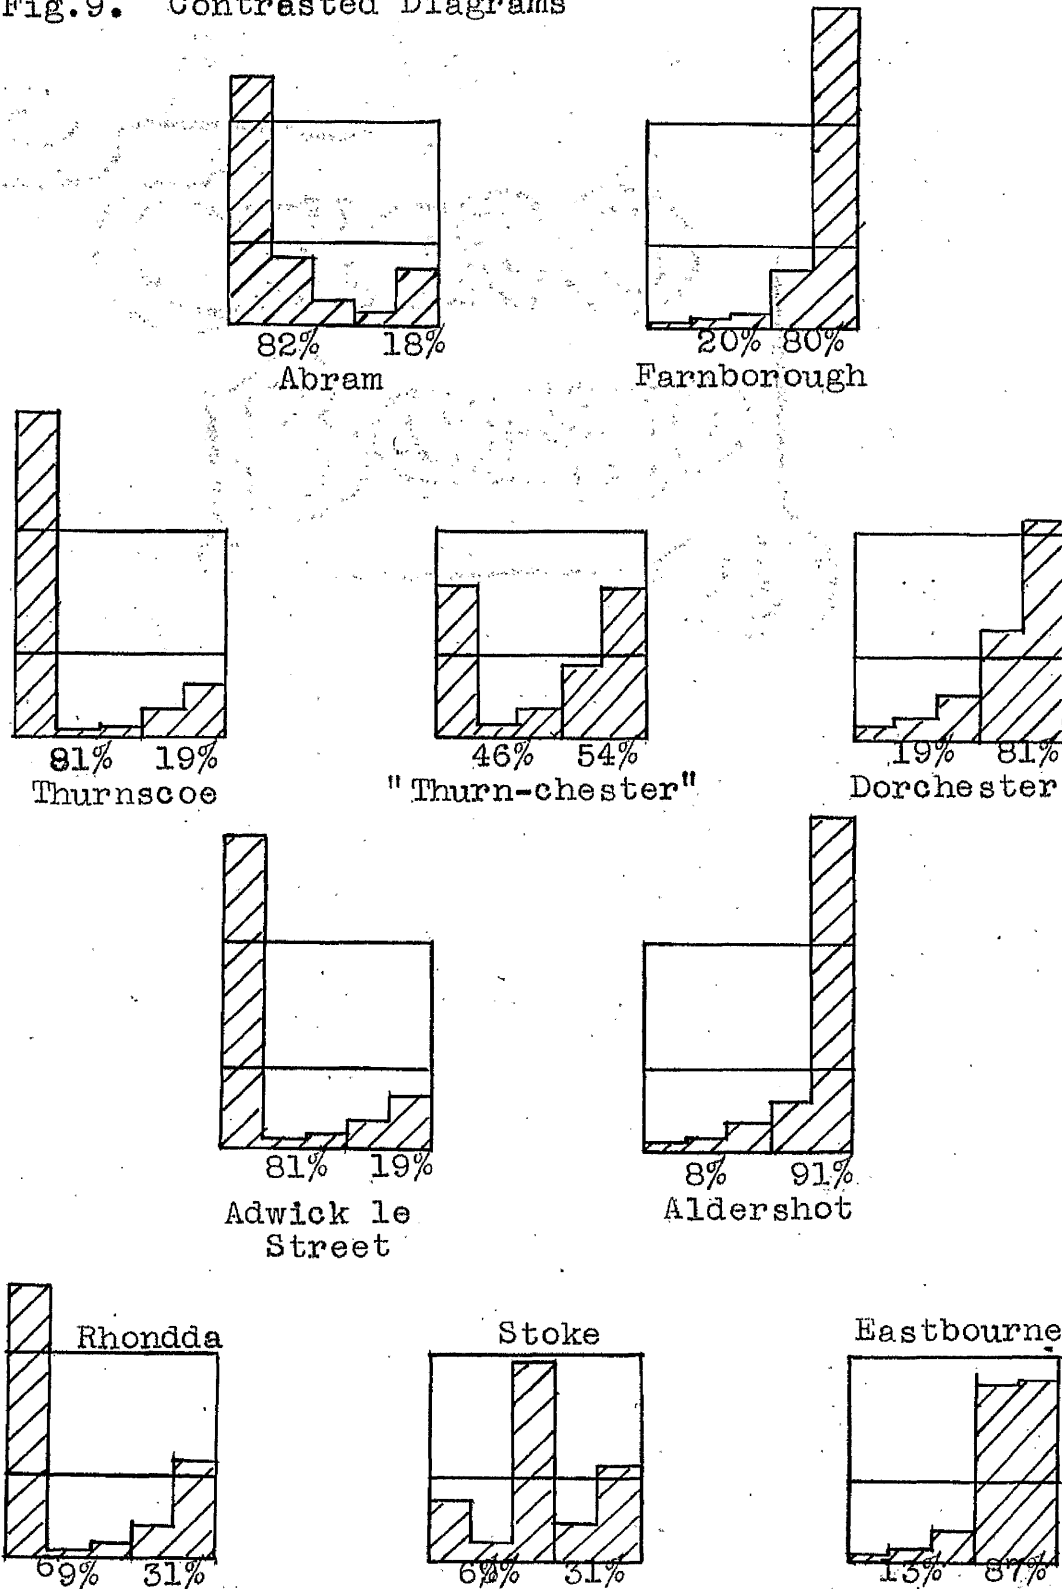 Fig.9. Contrasted Diagrams
82% 18%
Abram
20% 80%
Farnborough
81% 19%
Thurnscoe
46% 54%
"Thurn-chester"
19% 81%
Dorchester
81% 19%
Adwick le
Street
8% 91%
Aldershot
Rhondda
69% 31%
Stoke
31%
Eastbourne
13% 87%